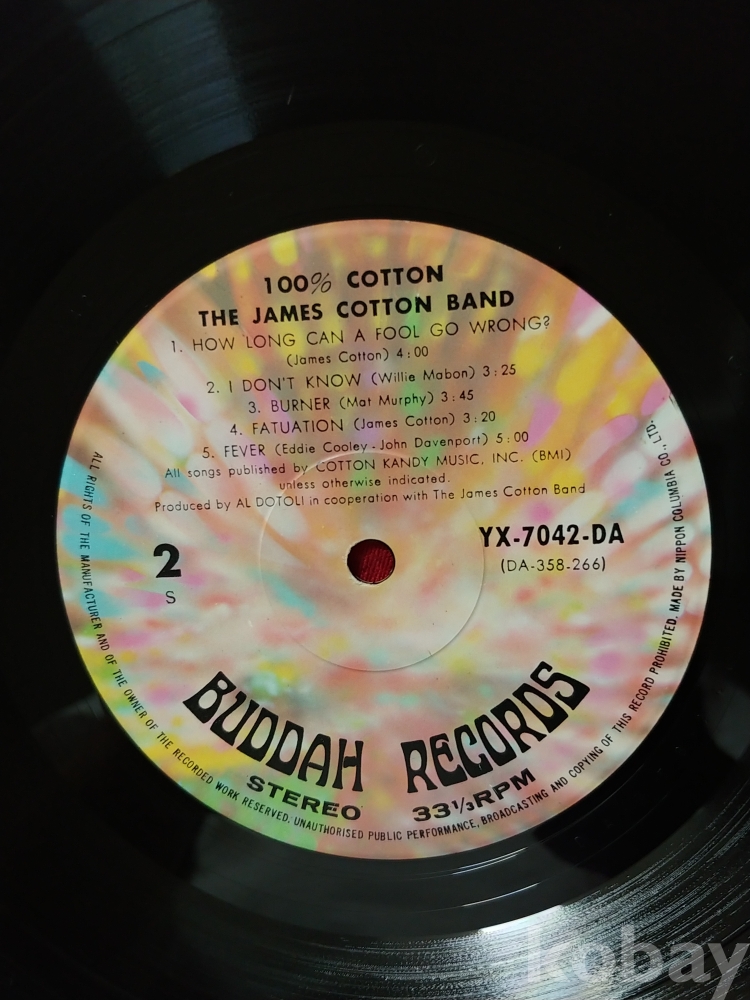 100% COTTON
THE JAMES COTTON BAND
1. HOW LONG CAN A FOOL GO WRONG?
(James Cotton) 4:00
2. I DON'T KNOW (Willie Mabon) 3:25
3. BURNER (Mat Murphy) 3:45
4. FATUATION (James Cotton) 3:20
5. FEVER (Eddie Cooley - John Davenport) 5:00
All songs published by COTTON KANDY MUSIC, INC. (BMI)
unless otherwise indicated.
Produced by AL DOTOLI in cooperation with The James Cotton Band
2
S
YX-7042-DA
(DA-358-266)
BUDDAH RECORDS
STEREO 33 1/3 RPM
ALL RIGHTS OF THE MANUFACTURER AND OF THE OWNER OF THE RECORDED WORK RESERVED. UNAUTHORISED PUBLIC PERFORMANCE, BROADCASTING AND COPYING OF THIS RECORD PROHIBITED. MADE BY NIPPON COLUMBIA CO., LTD.
kobay